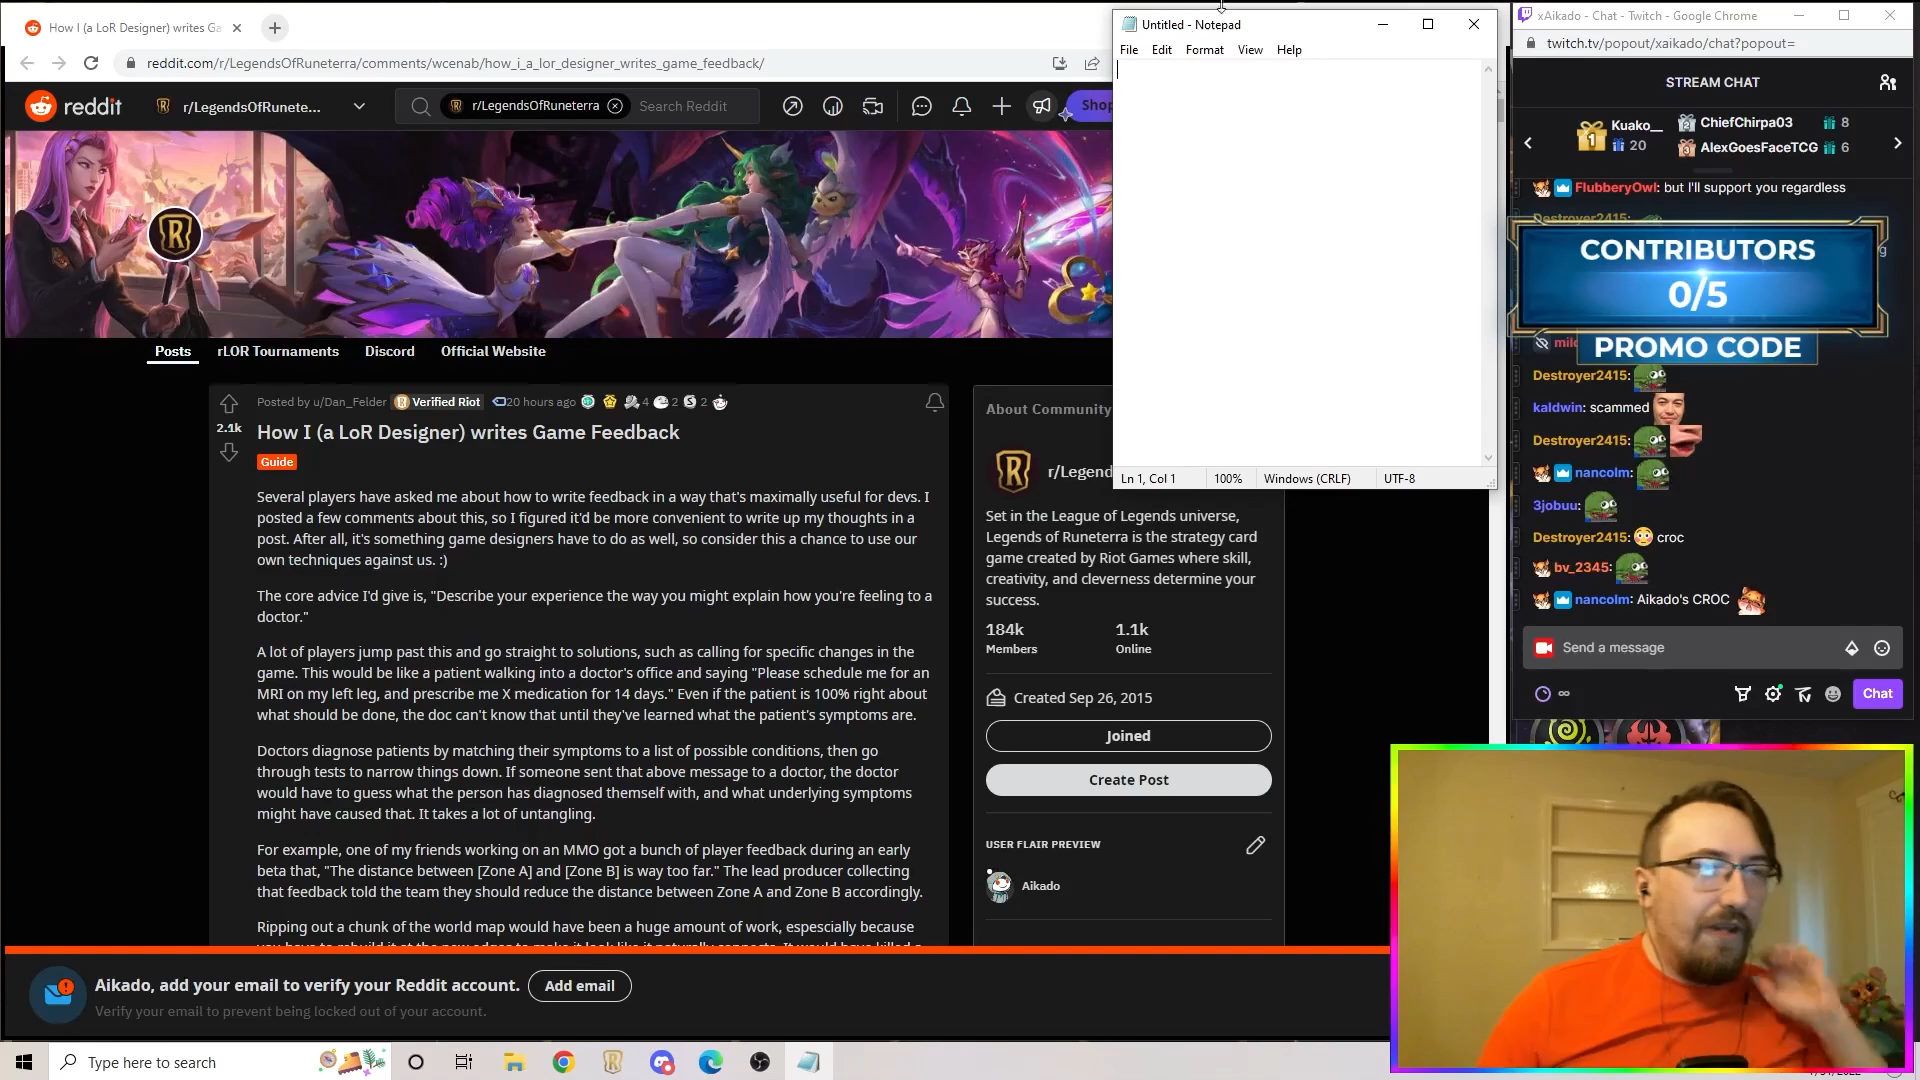 How I (a LoR Designer) writes Ga
reddit.com/r/LegendsOfRuneterra/comments/wcenab/how_i_a_lor_designer_writes_game_feedback/
reddit
r/LegendsOfRunete...
r/LegendsOfRuneterra
Search Reddit
Shop
Posts
rLOR Tournaments
Discord
Official Website
2.1k
Posted by u/Dan_Felder
Verified Riot
20 hours ago
4
2
2
How I (a LoR Designer) writes Game Feedback
Guide
Several players have asked me about how to write feedback in a way that's maximally useful for devs. I
posted a few comments about this, so I figured it'd be more convenient to write up my thoughts in a
post. After all, it's something game designers have to do as well, so consider this a chance to use our
own techniques against us. :)
The core advice I'd give is, "Describe your experience the way you might explain how you're feeling to a
doctor."
A lot of players jump past this and go straight to solutions, such as calling for specific changes in the
game. This would be like a patient walking into a doctor's office and saying "Please schedule me for an
MRI on my left leg, and prescribe me X medication for 14 days." Even if the patient is 100% right about
what should be done, the doc can't know that until they've learned what the patient's symptoms are.
Doctors diagnose patients by matching their symptoms to a list of possible conditions, then go
through tests to narrow things down. If someone sent that above message to a doctor, the doctor
would have to guess what the person has diagnosed themself with, and what underlying symptoms
might have caused that. It takes a lot of untangling.
For example, one of my friends working on an MMO got a bunch of player feedback during an early
beta that, "The distance between [Zone A] and [Zone B] is way too far." The lead producer collecting
that feedback told the team they should reduce the distance between Zone A and Zone B accordingly.
Ripping out a chunk of the world map would have been a huge amount of work, especially because
About Community
r/Legend
Set in the League of Legends universe,
Legends of Runeterra is the strategy card
game created by Riot Games where skill,
creativity, and cleverness determine your
success.
184k
Members
1.1k
Online
Created Sep 26, 2015
Joined
Create Post
USER FLAIR PREVIEW
Aikado
Aikado, add your email to verify your Reddit account.
Add email
Verify your email to prevent being locked out of your account.
Type here to search
Untitled - Notepad
File
Edit
Format
View
Help
Ln 1, Col 1
100%
Windows (CRLF)
UTF-8
xAikado - Chat - Twitch - Google Chrome
twitch.tv/popout/xaikado/chat?popout=
STREAM CHAT
1
Kuako__
20
2
ChiefChirpa03
8
3
AlexGoesFaceTCG
6
FlubberyOwl: but I'll support you regardless
Destroyer2415:
CONTRIBUTORS
0/5
PROMO CODE
Destroyer2415:
kaldwin: scammed
Destroyer2415:
nancolm:
3jobuu:
Destroyer2415: croc
bv_2345:
nancolm: Aikado's CROC
Send a message
∞
Chat